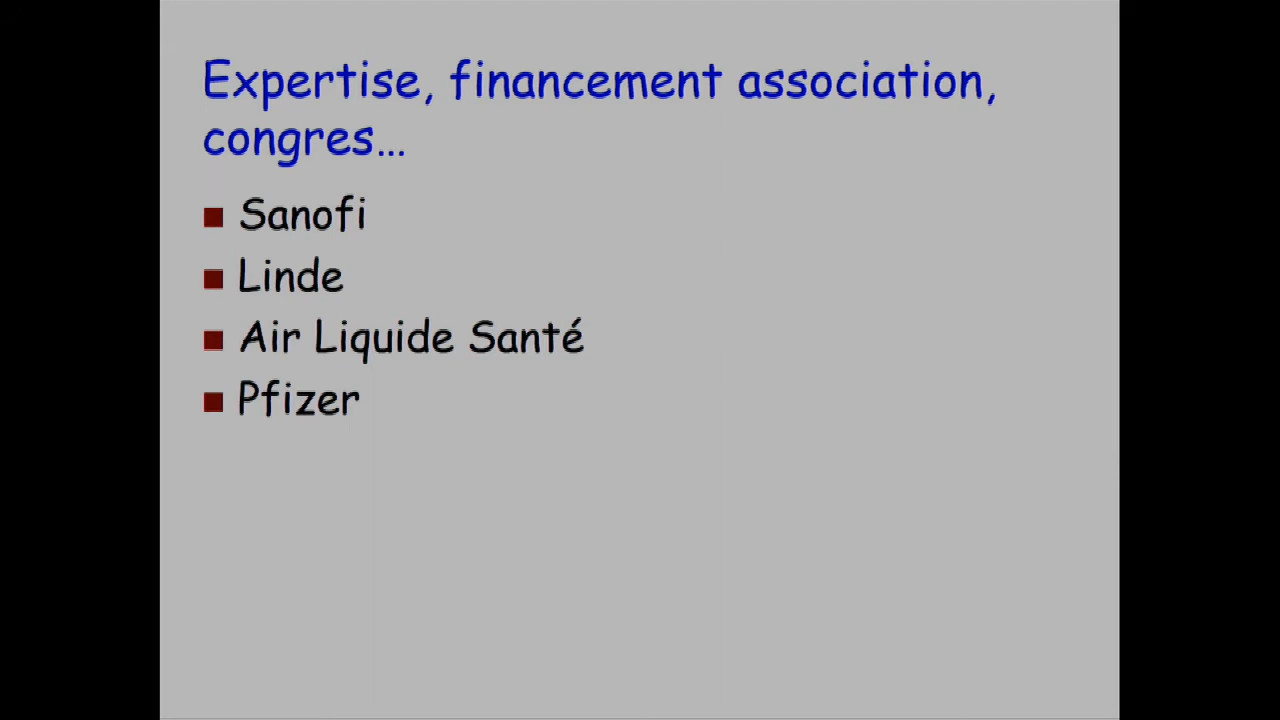 Expertise, financement association,
congres...
Sanofi
Linde
Air Liquide Santé
Pfizer